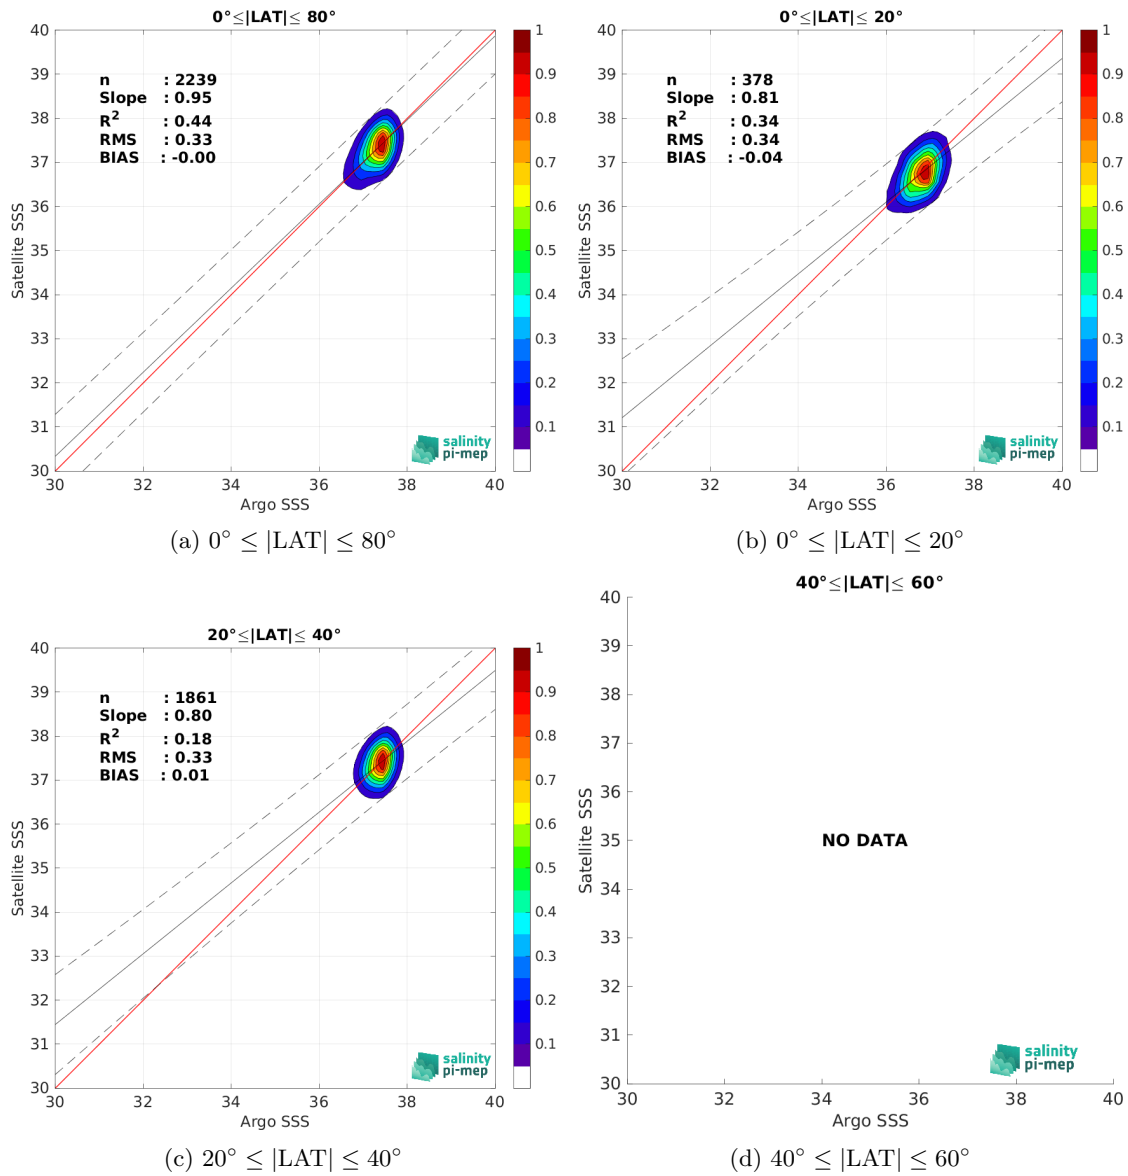 0°≤|LAT|≤ 80°
40
39
38
37
36
35
34
33
32
31
30
30 32 34 36 38 40
Satellite SSS
Argo SSS
n : 2239
Slope : 0.95
R2 : 0.44
RMS : 0.33
BIAS : -0.00
salinity
pi-mep
1
0.9
0.8
0.7
0.6
0.5
0.4
0.3
0.2
0.1
(a) 0° ≤ |LAT| ≤ 80°
0°≤|LAT|≤ 20°
40
39
38
37
36
35
34
33
32
31
30
30 32 34 36 38 40
Satellite SSS
Argo SSS
n : 378
Slope : 0.81
R2 : 0.34
RMS : 0.34
BIAS : -0.04
salinity
pi-mep
1
0.9
0.8
0.7
0.6
0.5
0.4
0.3
0.2
0.1
(b) 0° ≤ |LAT| ≤ 20°
20°≤|LAT|≤ 40°
40
39
38
37
36
35
34
33
32
31
30
30 32 34 36 38 40
Satellite SSS
Argo SSS
n : 1861
Slope : 0.80
R2 : 0.18
RMS : 0.33
BIAS : 0.01
salinity
pi-mep
1
0.9
0.8
0.7
0.6
0.5
0.4
0.3
0.2
0.1
(c) 20° ≤ |LAT| ≤ 40°
40°≤|LAT|≤ 60°
40
39
38
37
36
35
34
33
32
31
30
30 32 34 36 38 40
Satellite SSS
Argo SSS
NO DATA
salinity
pi-mep
(d) 40° ≤ |LAT| ≤ 60°